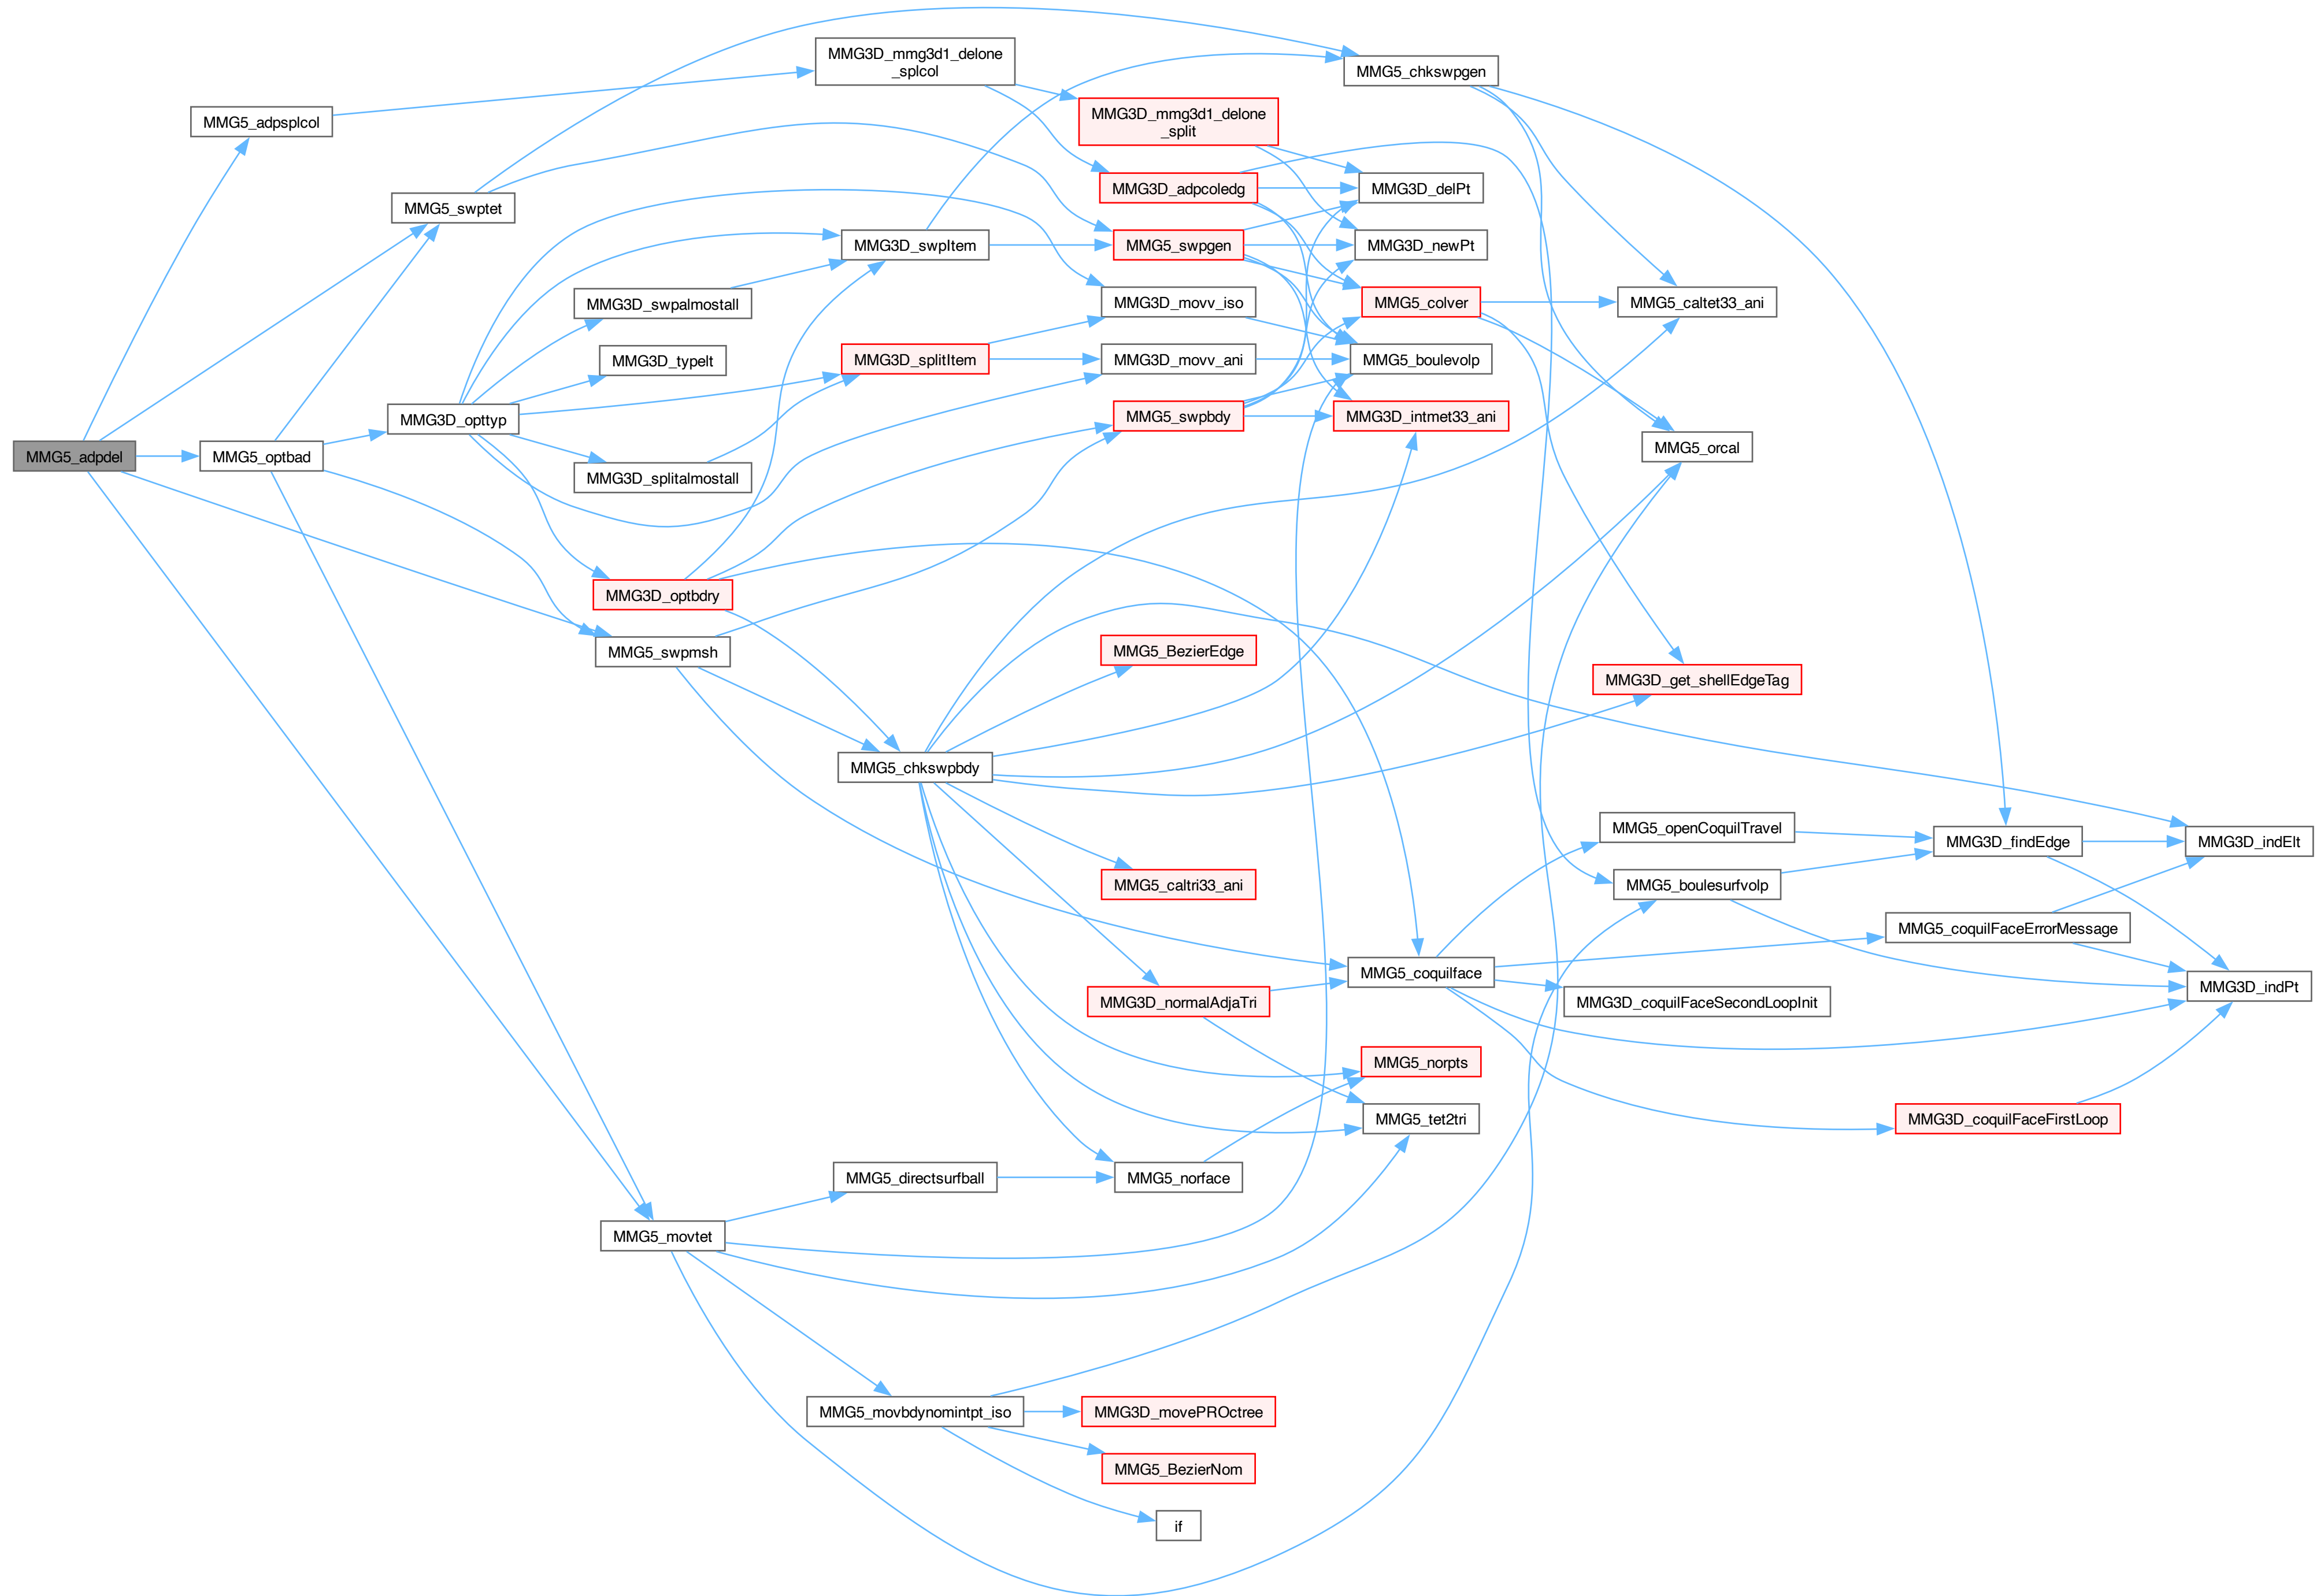 MMG5_adpdel
MMG5_adpsplcol
MMG5_optbad
MMG5_swptet
MMG3D_opttyp
MMG3D_swpalmostall
MMG3D_typelt
MMG3D_splitalmostall
MMG3D_optbdry
MMG5_swpmsh
MMG5_movtet
MMG3D_mmg3d1_delone
_splcol
MMG3D_swpItem
MMG3D_splitItem
MMG5_chkswpbdy
MMG5_directsurfball
MMG5_movbdynomintpt_iso
MMG3D_mmg3d1_delone
_split
MMG3D_adpcoledg
MMG5_swpgen
MMG3D_movv_iso
MMG3D_movv_ani
MMG5_swpbdy
MMG5_BezierEdge
MMG5_caltri33_ani
MMG3D_normalAdjaTri
MMG5_norface
MMG3D_movePROctree
MMG5_BezierNom
if
MMG5_chkswpgen
MMG3D_delPt
MMG3D_newPt
MMG5_colver
MMG5_boulevolp
MMG3D_intmet33_ani
MMG5_coquilface
MMG5_norpts
MMG5_tet2tri
MMG5_caltet33_ani
MMG5_orcal
MMG3D_get_shellEdgeTag
MMG5_openCoquilTravel
MMG5_boulesurfvolp
MMG3D_coquilFaceSecondLoopInit
MMG3D_findEdge
MMG5_coquilFaceErrorMessage
MMG3D_coquilFaceFirstLoop
MMG3D_indElt
MMG3D_indPt